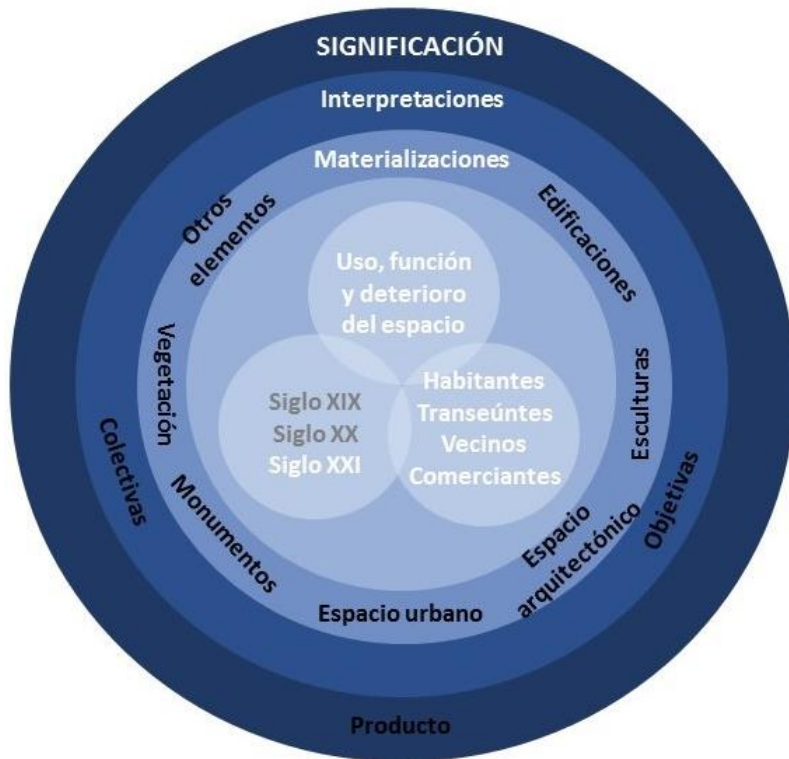 SIGNIFICACIÓN
Interpretaciones
Materializaciones
Otros
elementos
Edificaciones
Uso, función
y deterioro
del espacio
Vegetación
Esculturas
Siglo XIX
Siglo XX
Siglo XXI
Habitantes
Transeúntes
Vecinos
Comerciantes
Colectivas
Objetivas
Monumentos
Espacio
arquitectónico
Espacio urbano
Producto